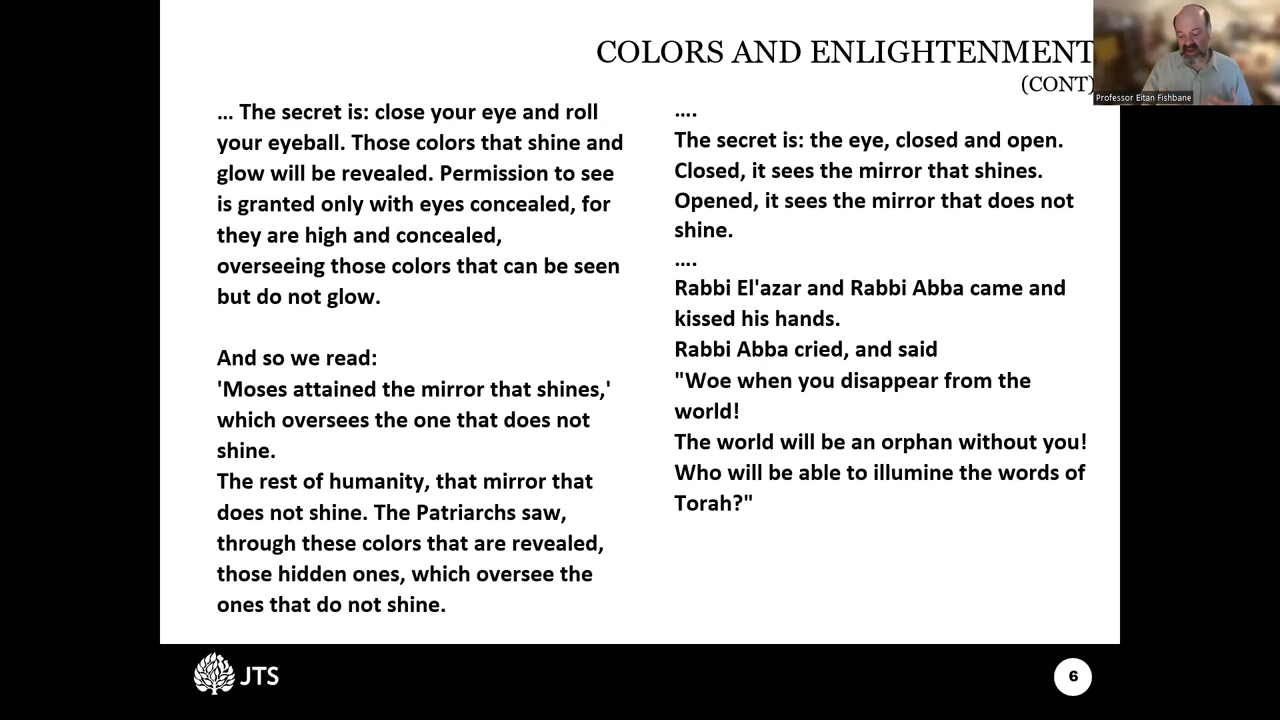 COLORS AND ENLIGHTENMENT
(CONT)
Professor Eitan Fishbane
... The secret is: close your eye and roll
your eyeball. Those colors that shine and
glow will be revealed. Permission to see
is granted only with eyes concealed, for
they are high and concealed,
overseeing those colors that can be seen
but do not glow.
And so we read:
'Moses attained the mirror that shines,'
which oversees the one that does not
shine.
The rest of humanity, that mirror that
does not shine. The Patriarchs saw,
through these colors that are revealed,
those hidden ones, which oversee the
ones that do not shine.
....
The secret is: the eye, closed and open.
Closed, it sees the mirror that shines.
Opened, it sees the mirror that does not
shine.
....
Rabbi El'azar and Rabbi Abba came and
kissed his hands.
Rabbi Abba cried, and said
"Woe when you disappear from the
world!
The world will be an orphan without you!
Who will be able to illumine the words of
Torah?"
JTS
6